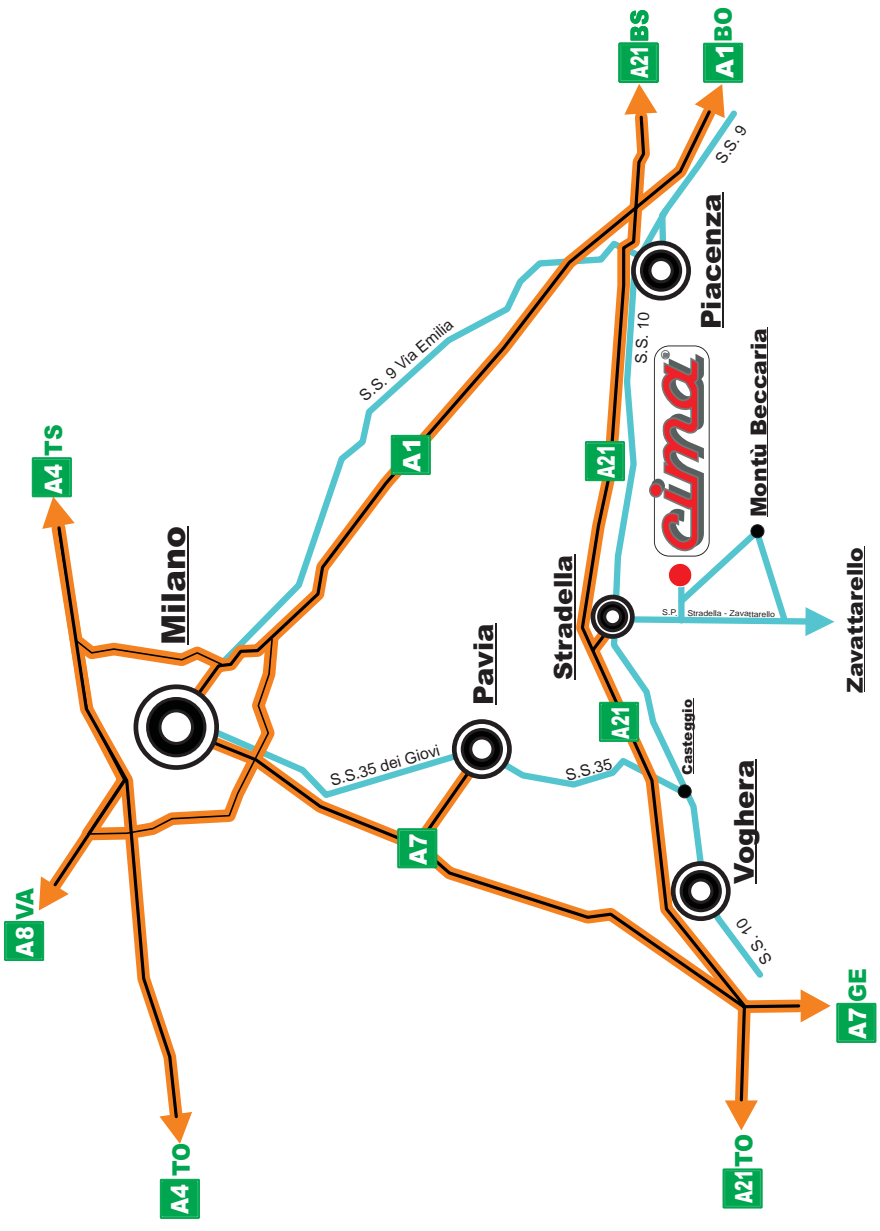 A4 TO
A8 VA
A4 TS
Milano
S.S. 9 Via Emilia
A1
S.S.35 dei Giovi
Pavia
A7
S.S.35
A21 BS
A1 BO
S.S. 9
Piacenza
S.S. 10
A21
cima®
Stradella
Montù Beccaria
S.P. Stradella - Zavattarello
Zavattarello
A21
Casteggio
Voghera
S.S. 10
A7 GE
A21 TO